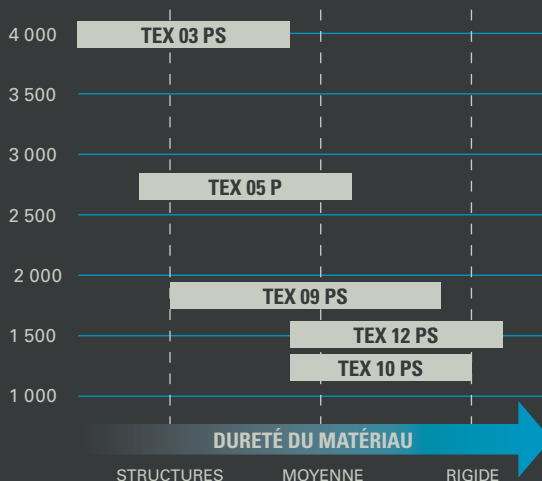 4 000
TEX 03 PS
3 500
3 000
TEX 05 P
2 500
2 000
TEX 09 PS
1 500
TEX 12 PS
TEX 10 PS
1 000
DURETÉ DU MATÉRIAU
STRUCTURES MOYENNE RIGIDE